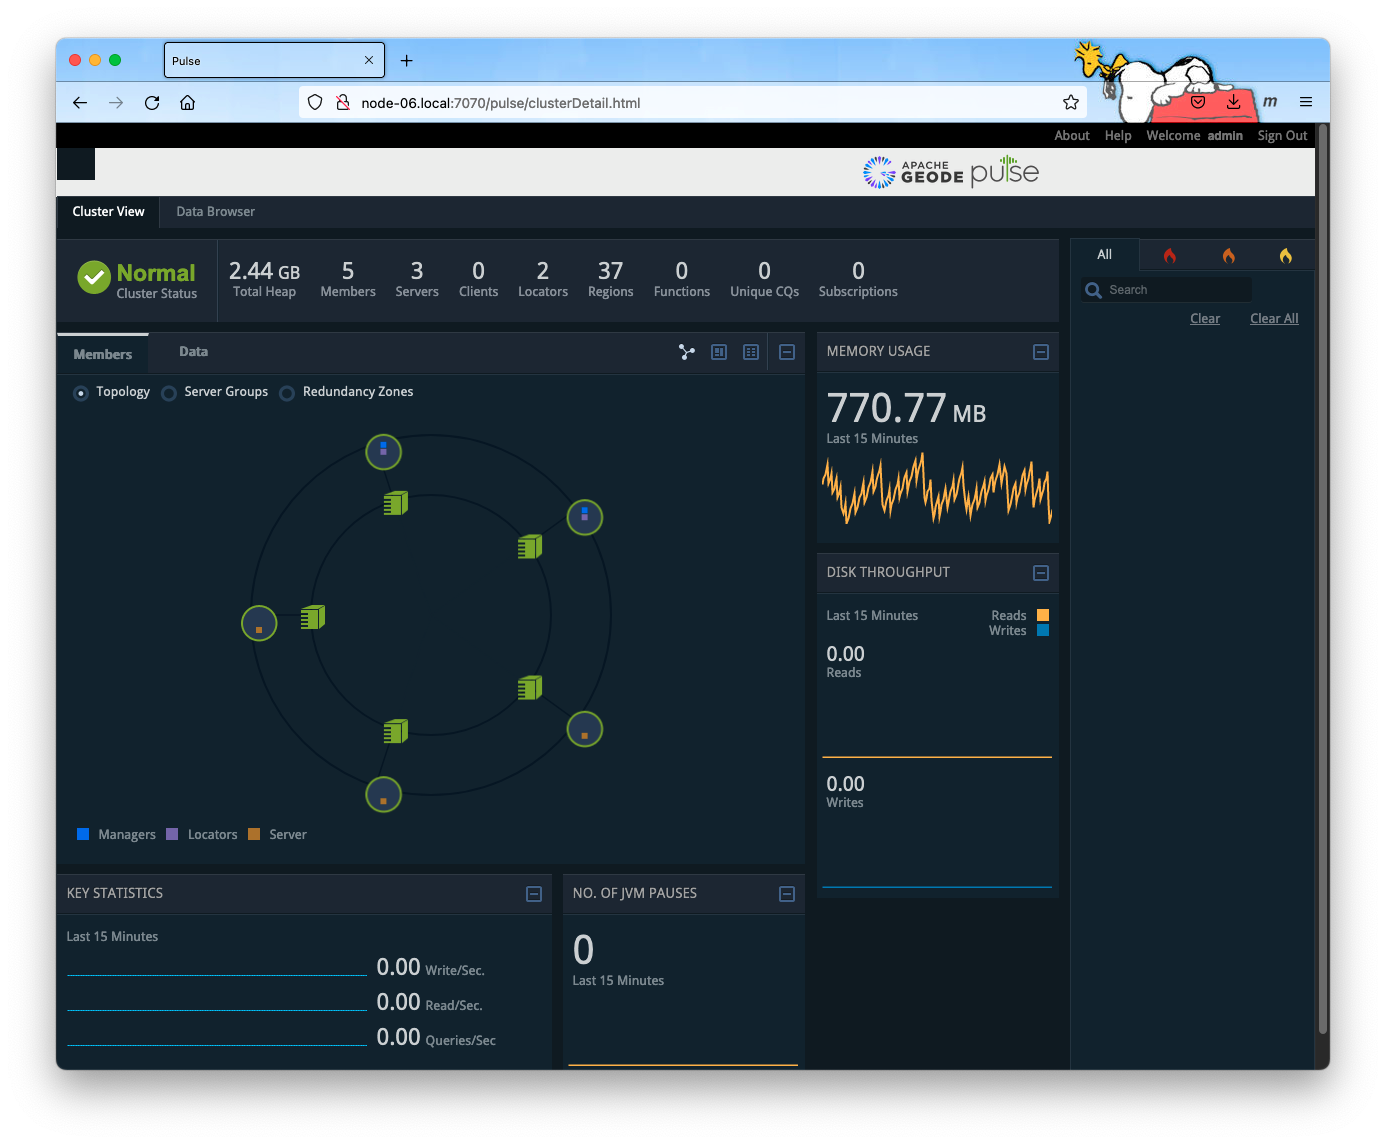 Pulse
node-06.local:7070/pulse/clusterDetail.html
m
About Help Welcome admin Sign Out
APACHE GEODE pulse
Cluster View Data Browser
Normal
Cluster Status
2.44 GB 5 3 0 2 37 0 0 0
Total Heap Members Servers Clients Locators Regions Functions Unique CQs Subscriptions
All
Search
Clear Clear All
Members Data
Topology Server Groups Redundancy Zones
Managers Locators Server
MEMORY USAGE
770.77 MB
Last 15 Minutes
DISK THROUGHPUT
Last 15 Minutes Reads
Writes
0.00
Reads
0.00
Writes
KEY STATISTICS
Last 15 Minutes
0.00 Write/Sec.
0.00 Read/Sec.
0.00 Queries/Sec
NO. OF JVM PAUSES
0
Last 15 Minutes